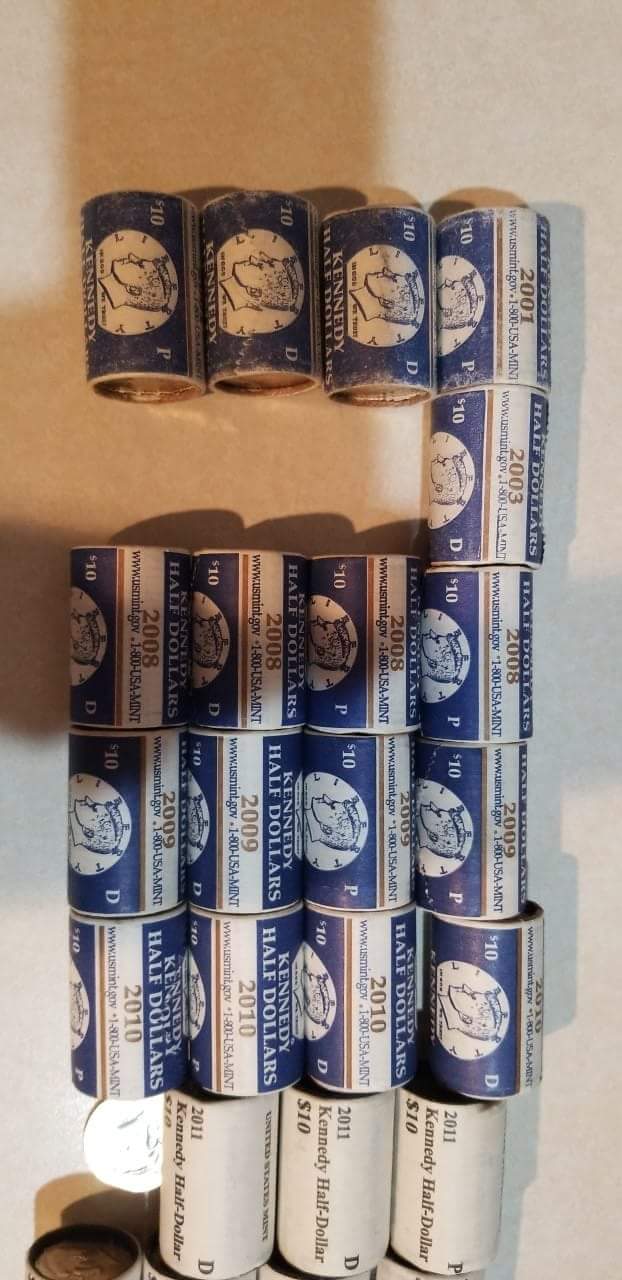 $10
KENNEDY
P
$10
KENNEDY
D
$10
KENNEDY
HALF DOLLARS
D
HALF DOLLARS
2001
www.usmint.gov • 1-800-USA-MINT
$10
P
HALF DOLLARS
2003
www.usmint.gov • 1-800-USA-MINT
$10
D
KENNEDY
HALF DOLLARS
2008
www.usmint.gov • 1-800-USA-MINT
$10
D
KENNEDY
HALF DOLLARS
2008
www.usmint.gov • 1-800-USA-MINT
$10
D
HALF DOLLARS
2008
www.usmint.gov • 1-800-USA-MINT
$10
P
HALF DOLLARS
2008
www.usmint.gov • 1-800-USA-MINT
$10
P
2009
www.usmint.gov • 1-800-USA-MINT
$10
D
KENNEDY
HALF DOLLARS
2009
www.usmint.gov • 1-800-USA-MINT
$10
D
2009
www.usmint.gov • 1-800-USA-MINT
$10
P
HALF DOLLARS
2009
www.usmint.gov • 1-800-USA-MINT
$10
P
KENNEDY
HALF DOLLARS
2010
www.usmint.gov • 1-800-USA-MINT
$10
P
KENNEDY
HALF DOLLARS
2010
www.usmint.gov • 1-800-USA-MINT
$10
P
KENNEDY
HALF DOLLARS
2010
www.usmint.gov • 1-800-USA-MINT
$10
D
2010
www.usmint.gov • 1-800-USA-MINT
$10
KENNEDY
D
UNITED STATES MINT
2011
Kennedy Half-Dollar
$10
D
2011
Kennedy Half-Dollar
$10
D
2011
Kennedy Half-Dollar
$10
P